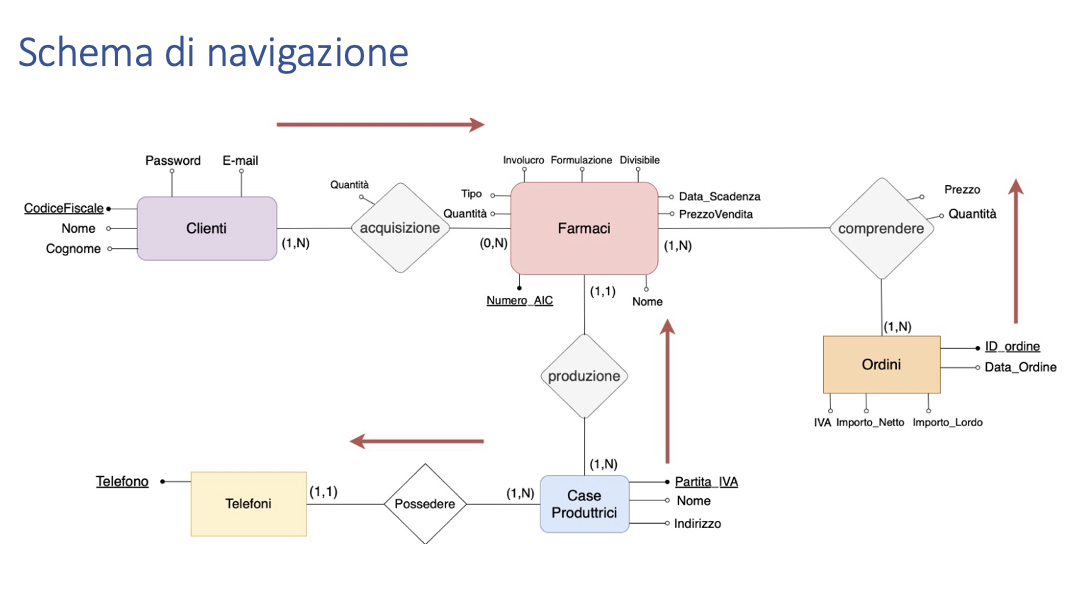 Schema di navigazione
Password
E-mail
CodiceFiscale
Nome
Cognome
Clienti
(1,N)
Quantità
acquisizione
(0,N)
Involucro
Formulazione
Divisibile
Tipo
Quantità
Farmaci
Data_Scadenza
PrezzoVendita
(1,N)
Numero_AIC
(1,1)
Nome
comprendere
Prezzo
Quantità
(1,N)
Ordini
ID_ordine
Data_Ordine
IVA
Importo_Netto
Importo_Lordo
produzione
(1,N)
Telefono
Telefoni
(1,1)
Possedere
(1,N)
Case
Produttrici
Partita_IVA
Nome
Indirizzo